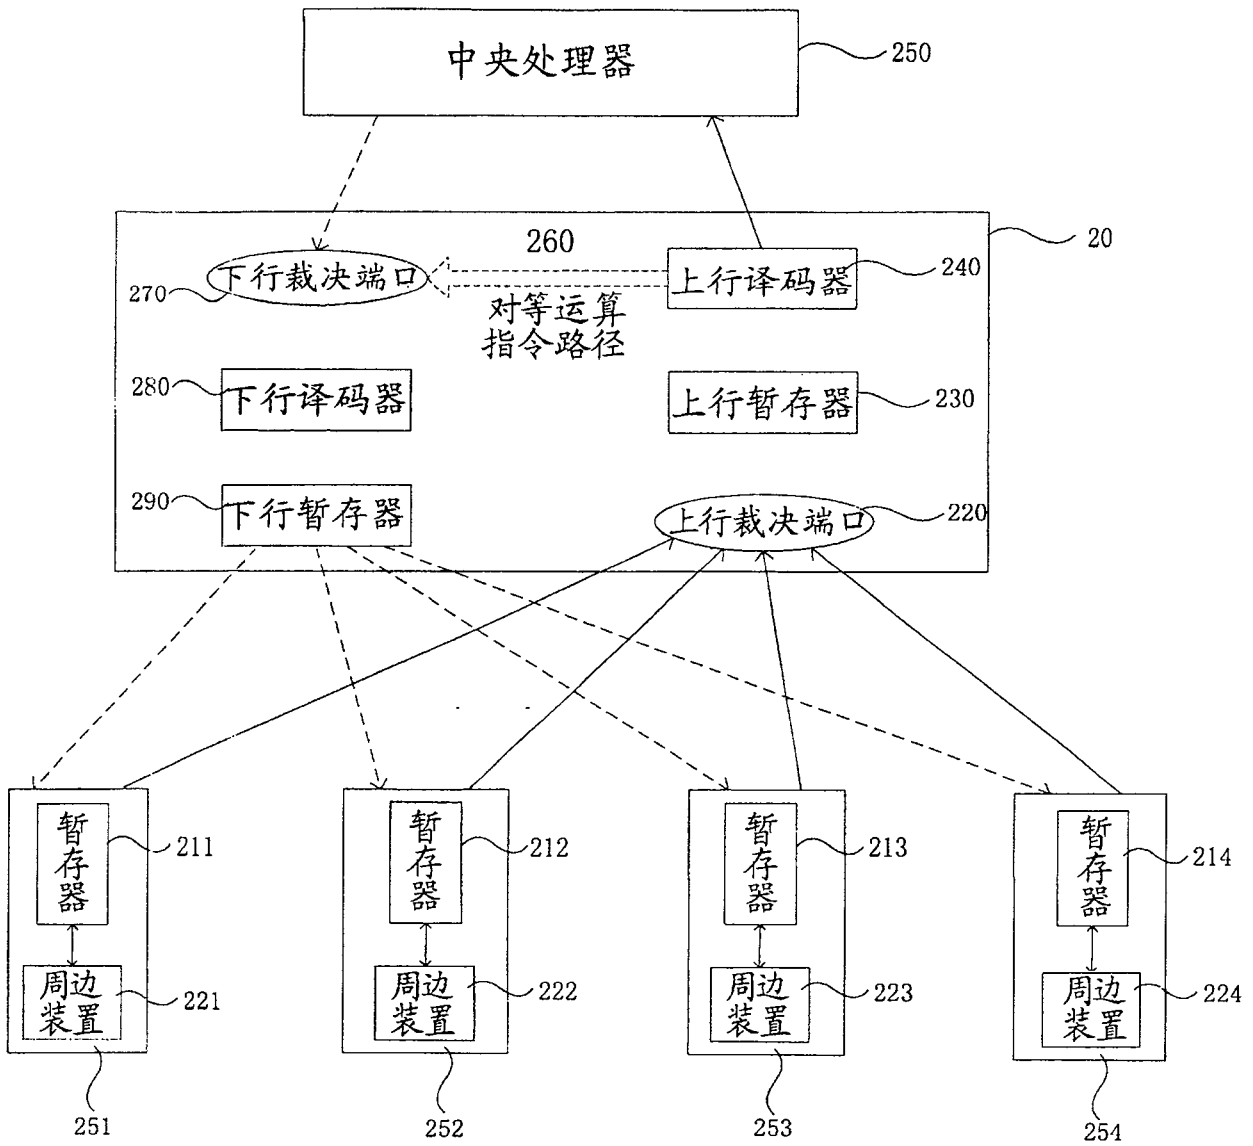 中央处理器
250
20
260
下行裁决端口
270
上行译码器
240
对等运算
指令路径
280
下行译码器
上行暂存器
230
290
下行暂存器
上行裁决端口
220
暂存器
211
暂存器
212
暂存器
213
暂存器
214
周边
装置
221
周边
装置
222
周边
装置
223
周边
装置
224
251
252
253
254